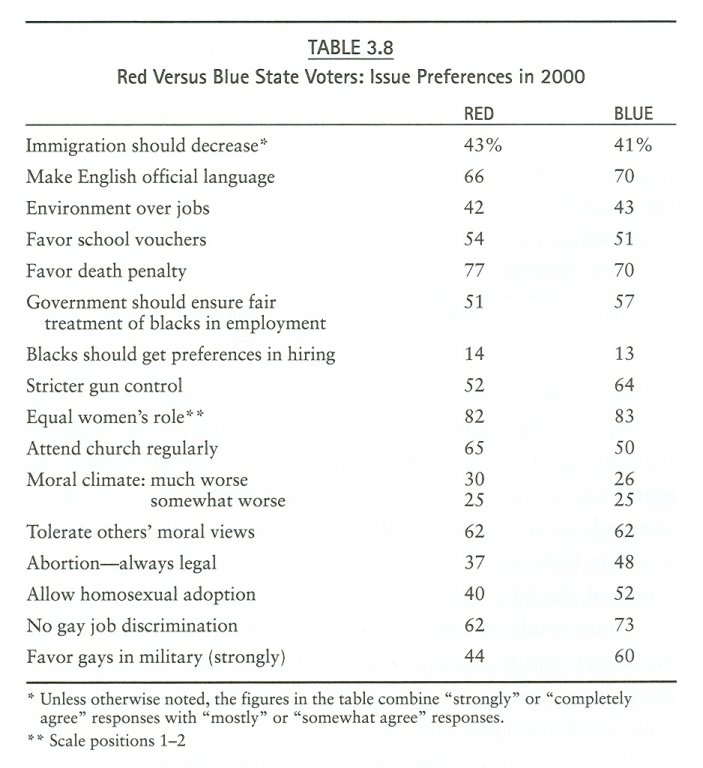 TABLE 3.8
Red Versus Blue State Voters: Issue Preferences in 2000
RED BLUE
Immigration should decrease* 43% 41%
Make English official language 66 70
Environment over jobs 42 43
Favor school vouchers 54 51
Favor death penalty 77 70
Government should ensure fair 51 57
treatment of blacks in employment
Blacks should get preferences in hiring 14 13
Stricter gun control 52 64
Equal women's role** 82 83
Attend church regularly 65 50
Moral climate: much worse 30 26
somewhat worse 25 25
Tolerate others' moral views 62 62
Abortion—always legal 37 48
Allow homosexual adoption 40 52
No gay job discrimination 62 73
Favor gays in military (strongly) 44 60
* Unless otherwise noted, the figures in the table combine “strongly” or “completely
agree” responses with “mostly” or “somewhat agree” responses.
** Scale positions 1–2